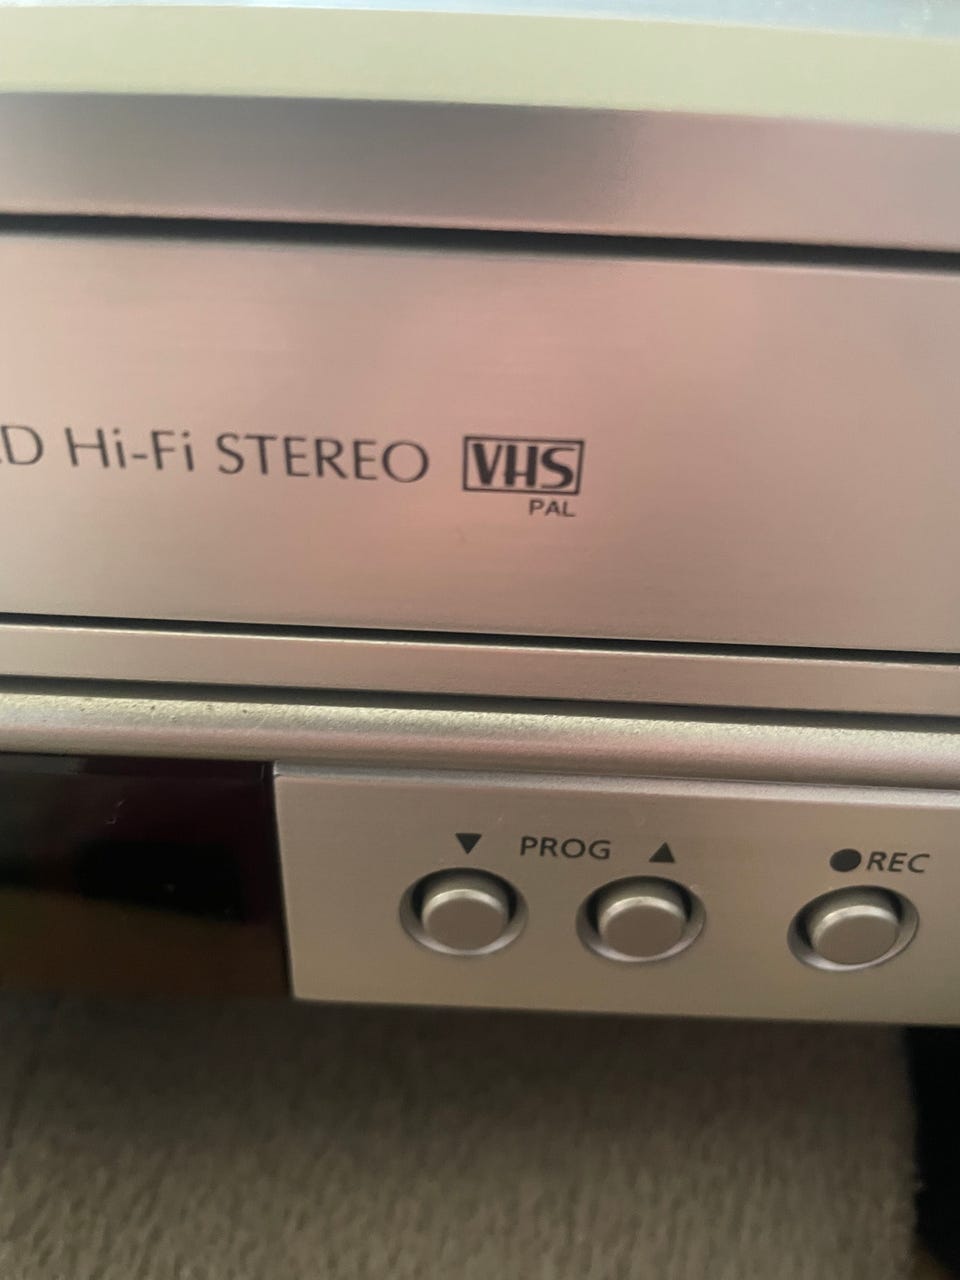 D Hi-Fi STEREO VHS
PAL
▼ PROG ▲ ●REC